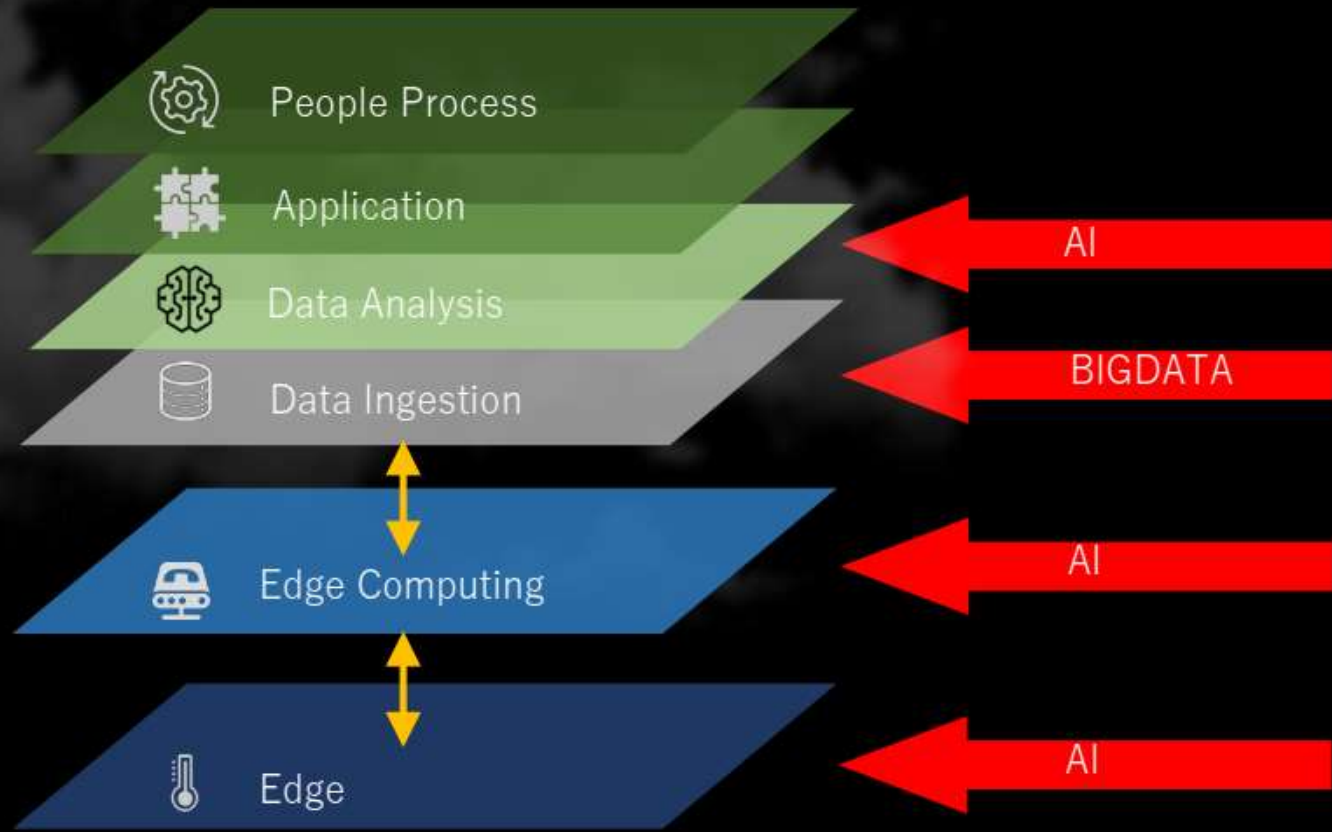 People Process
Application
AI
Data Analysis
BIGDATA
Data Ingestion
AI
Edge Computing
AI
Edge